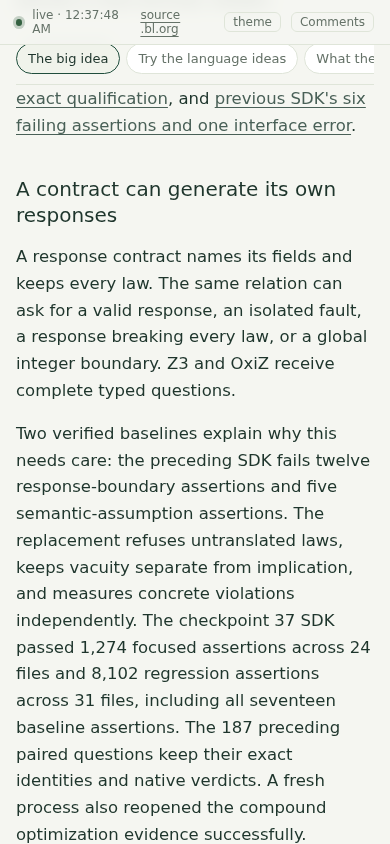 live · 12:37:48 AM
source
.bl.org
theme
Comments
The big idea
Try the language ideas
What the
exact qualification, and previous SDK's six
failing assertions and one interface error.
A contract can generate its own
responses
A response contract names its fields and
keeps every law. The same relation can
ask for a valid response, an isolated fault,
a response breaking every law, or a global
integer boundary. Z3 and OxiZ receive
complete typed questions.
Two verified baselines explain why this
needs care: the preceding SDK fails twelve
response-boundary assertions and five
semantic-assumption assertions. The
replacement refuses untranslated laws,
keeps vacuity separate from implication,
and measures concrete violations
independently. The checkpoint 37 SDK
passed 1,274 focused assertions across 24
files and 8,102 regression assertions
across 31 files, including all seventeen
baseline assertions. The 187 preceding
paired questions keep their exact
identities and native verdicts. A fresh
process also reopened the compound
optimization evidence successfully.